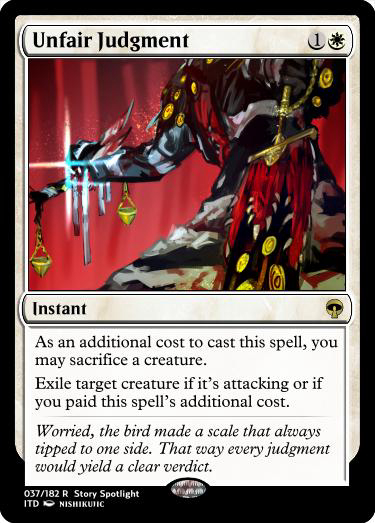 Unfair Judgment 1
Instant
As an additional cost to cast this spell, you
may sacrifice a creature.
Exile target creature if it's attacking or if
you paid this spell's additional cost.
Worried, the bird made a scale that always
tipped to one side. That way every judgment
would yield a clear verdict.
037/182 R Story Spotlight
ITD NISHIKUJIC